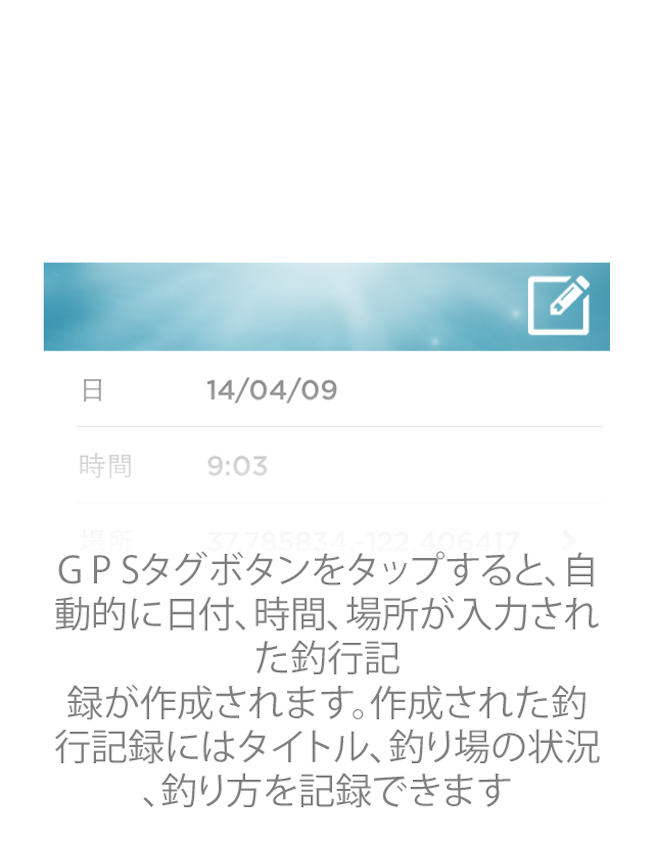 日 14/04/09
時間 9:03
場所 37.785834,-122.406417
ＧＰＳタグボタンをタップすると、自
動的に日付、時間、場所が入力され
た釣行記
録が作成されます。作成された釣
行記録にはタイトル、釣り場の状況
、釣り方を記録できます